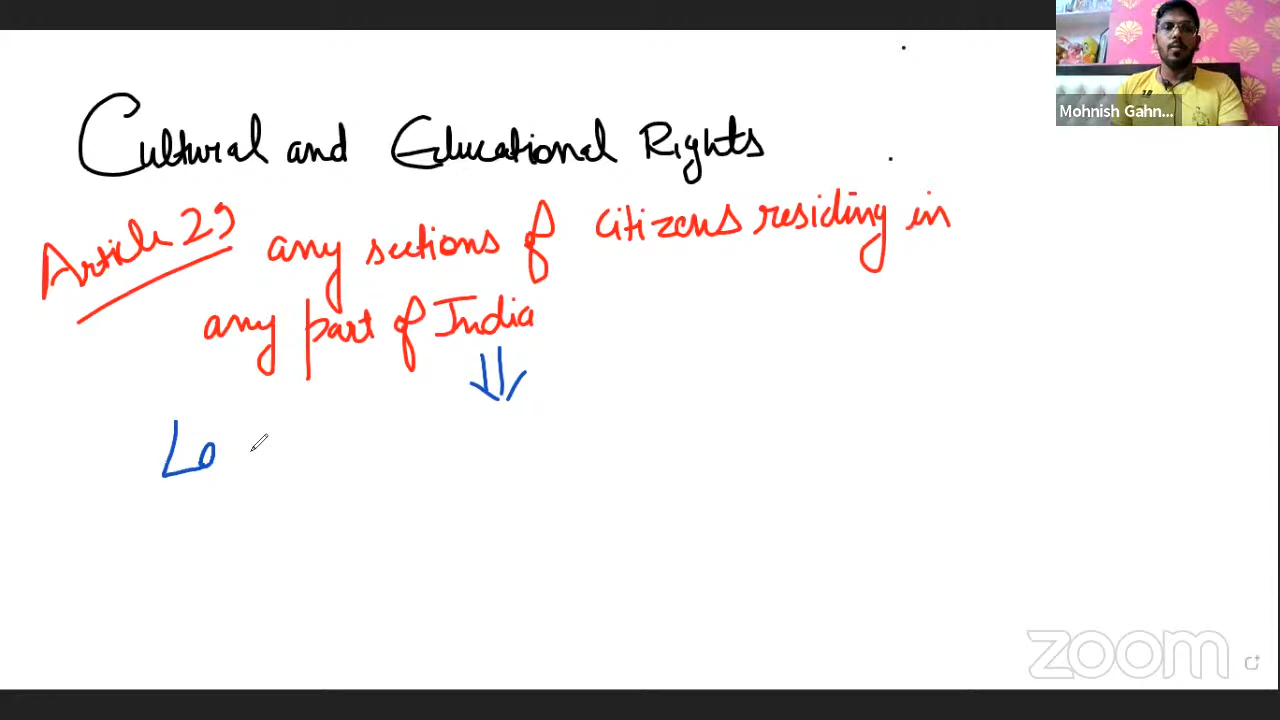 Mohnish Gahn...
Cultural and Educational Rights
Article 29 any sections of citizens residing in
any part of India
La
zoom